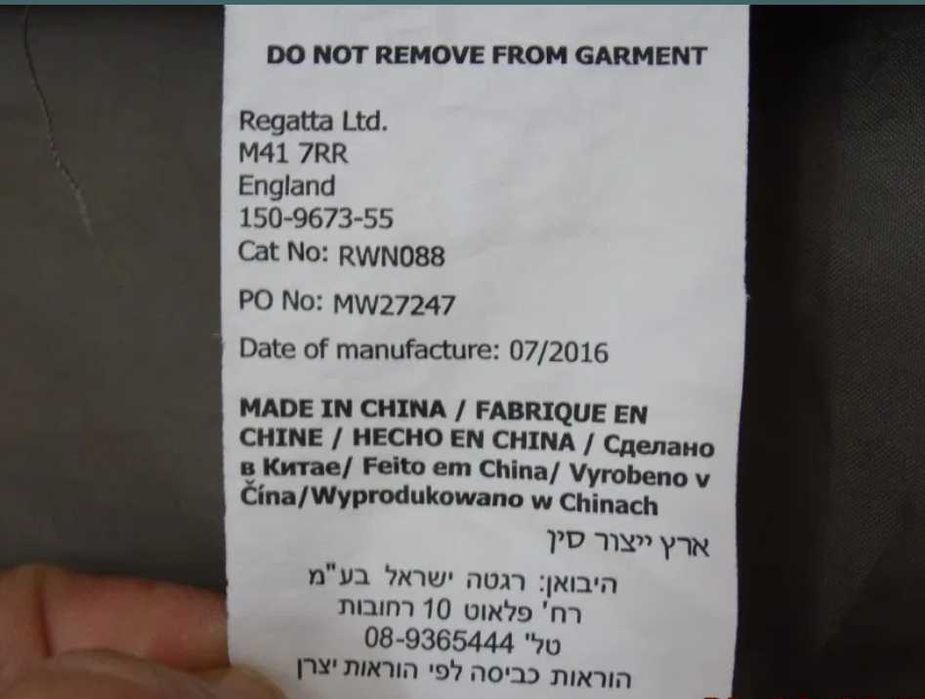 DO NOT REMOVE FROM GARMENT
Regatta Ltd.
M41 7RR
England
150-9673-55
Cat No: RWN088
PO No: MW27247
Date of manufacture: 07/2016
MADE IN CHINA / FABRIQUE EN
CHINE / HECHO EN CHINA / Сделано
в Китае/ Feito em China/ Vyrobeno v
Čína/Wyprodukowano w Chinach
ארץ ייצור סין
היבואן: רגטה ישראל בע"מ
רח' פלאוט 10 רחובות
טל' 08-9365444
הוראות כביסה לפי הוראות יצרן